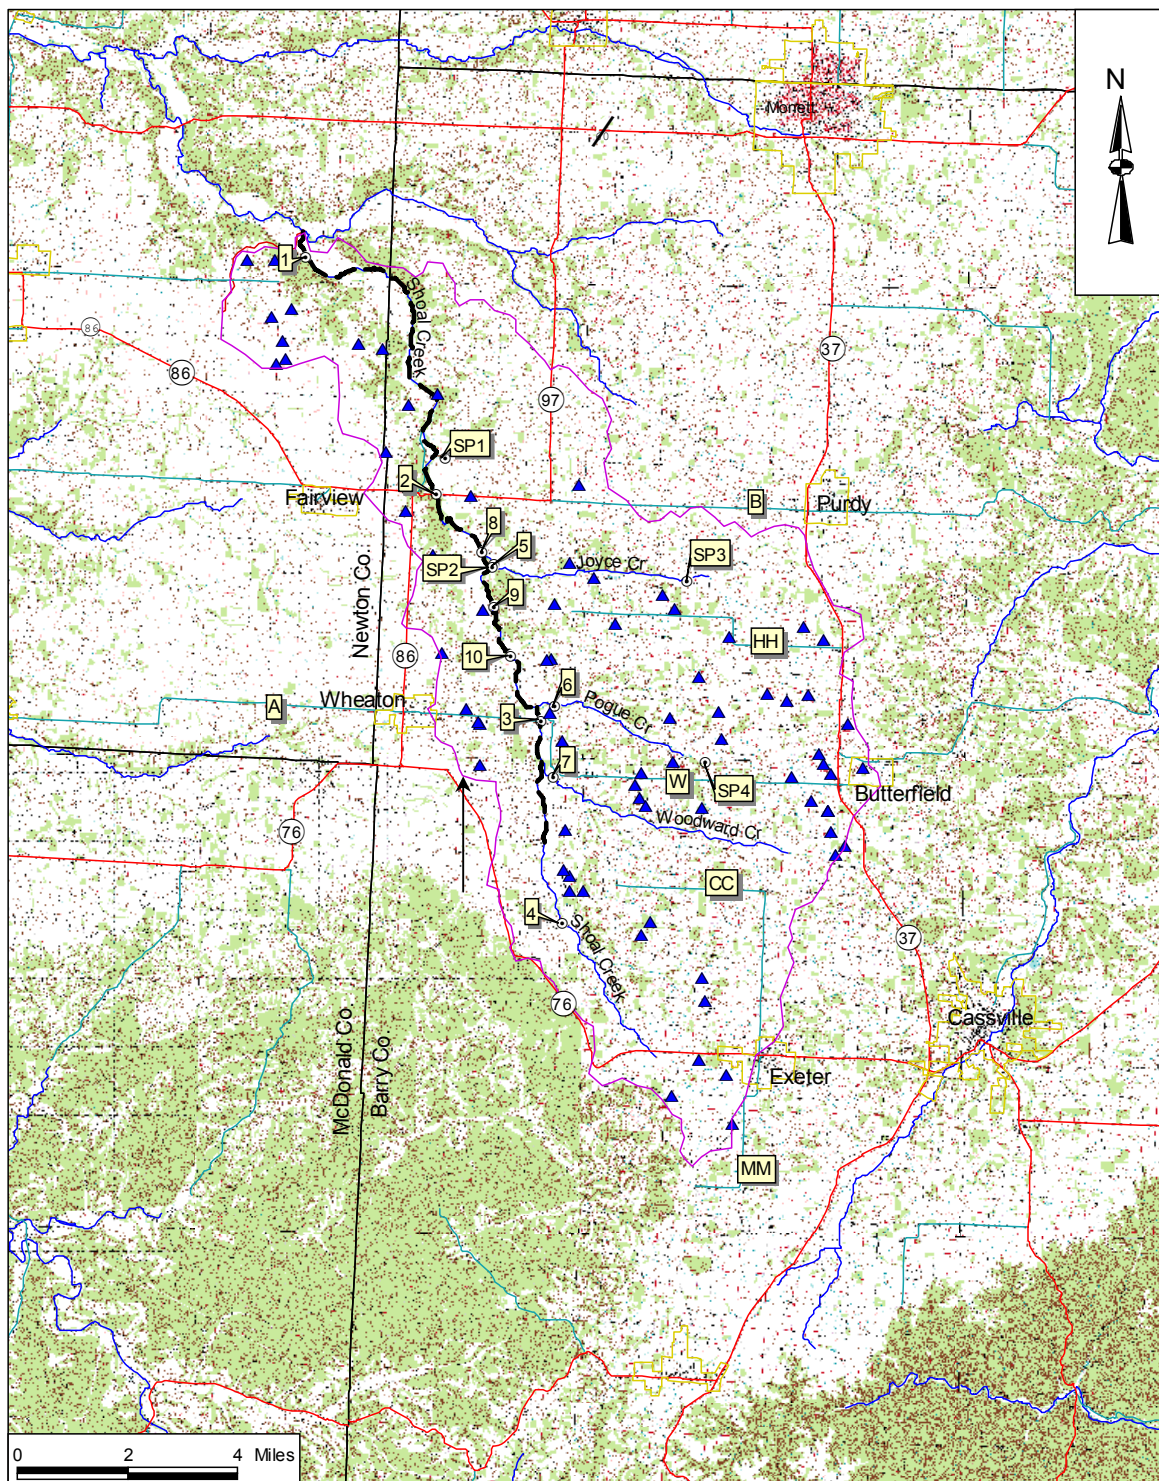 N
Monett
1
Shoal Creek
86
86
37
97
SP1
2
Fairview
B
Purdy
8
5
SP2
Joyce Cr
SP3
9
Newton Co
HH
10
86
6
Wheaton
A
Pogue Cr
3
7
W
SP4
Butterfield
76
Woodward Cr
CC
4
Shoal Creek
37
76
Cassville
McDonald Co
Barry Co
Exeter
MM
0 2 4 Miles